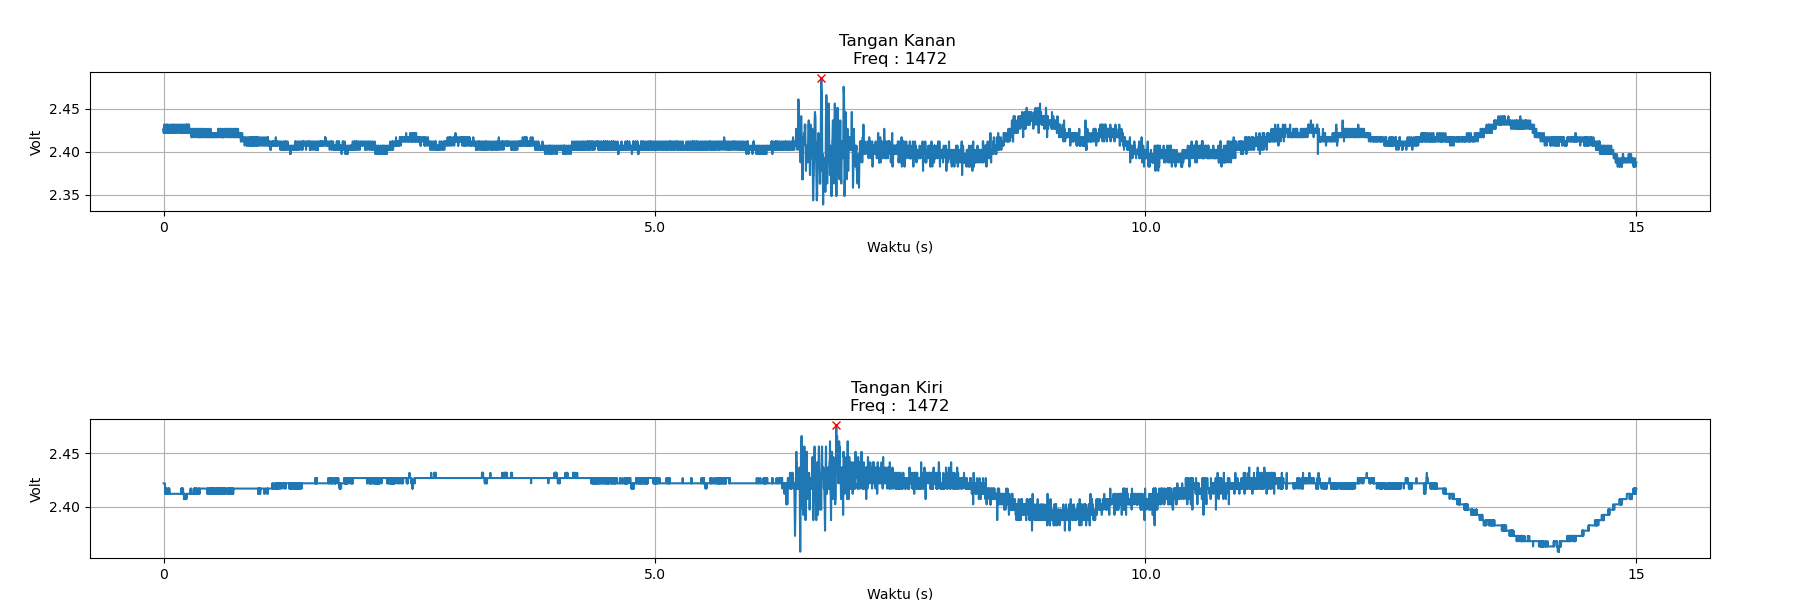 Tangan Kanan
Freq : 1472
Volt
2.45
2.40
2.35
0 5.0 10.0 15
Waktu (s)
Tangan Kiri
Freq :  1472
Volt
2.45
2.40
0 5.0 10.0 15
Waktu (s)